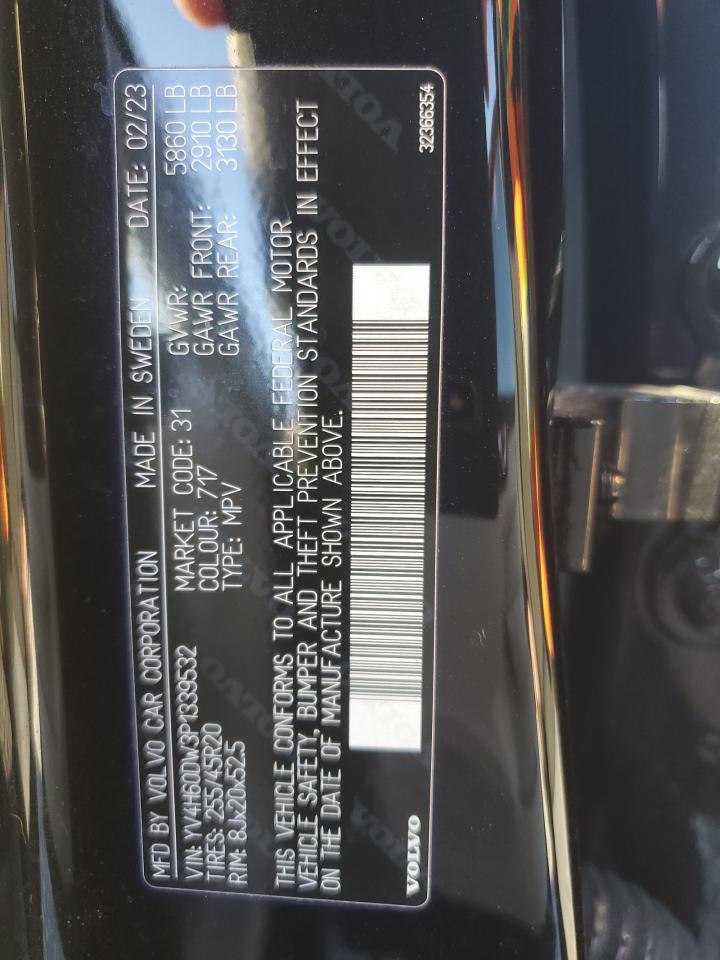 MFD BY VOLVO CAR CORPORATION MADE IN SWEDEN DATE: 02/23
VIN: YV4H60DW3P1339532 MARKET CODE: 31 GVWR: 5860 LB
TIRES: 255/45R20 COLOUR: 717 GAWR FRONT: 2910 LB
RIM: 8Jx20x52.5 TYPE: MPV GAWR REAR: 3130 LB
THIS VEHICLE CONFORMS TO ALL APPLICABLE FEDERAL MOTOR
VEHICLE SAFETY, BUMPER AND THEFT PREVENTION STANDARDS IN EFFECT
ON THE DATE OF MANUFACTURE SHOWN ABOVE.
VOLVO 32366354